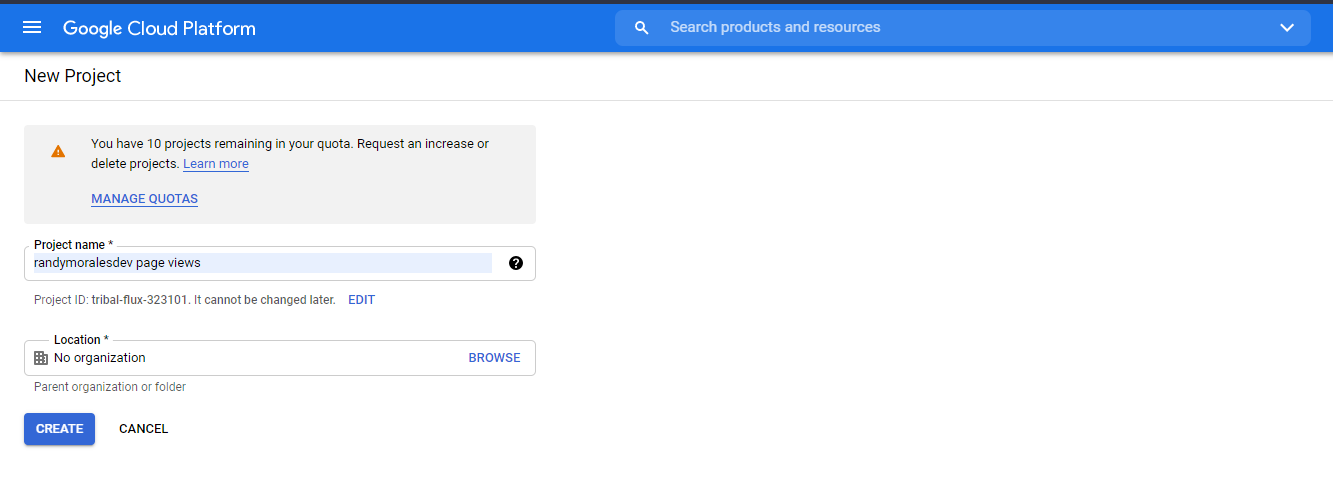 Google Cloud Platform
Search products and resources
New Project
You have 10 projects remaining in your quota. Request an increase or
delete projects. Learn more
MANAGE QUOTAS
Project name *
randymoralesdev page views
Project ID: tribal-flux-323101. It cannot be changed later. EDIT
Location *
No organization BROWSE
Parent organization or folder
CREATE CANCEL